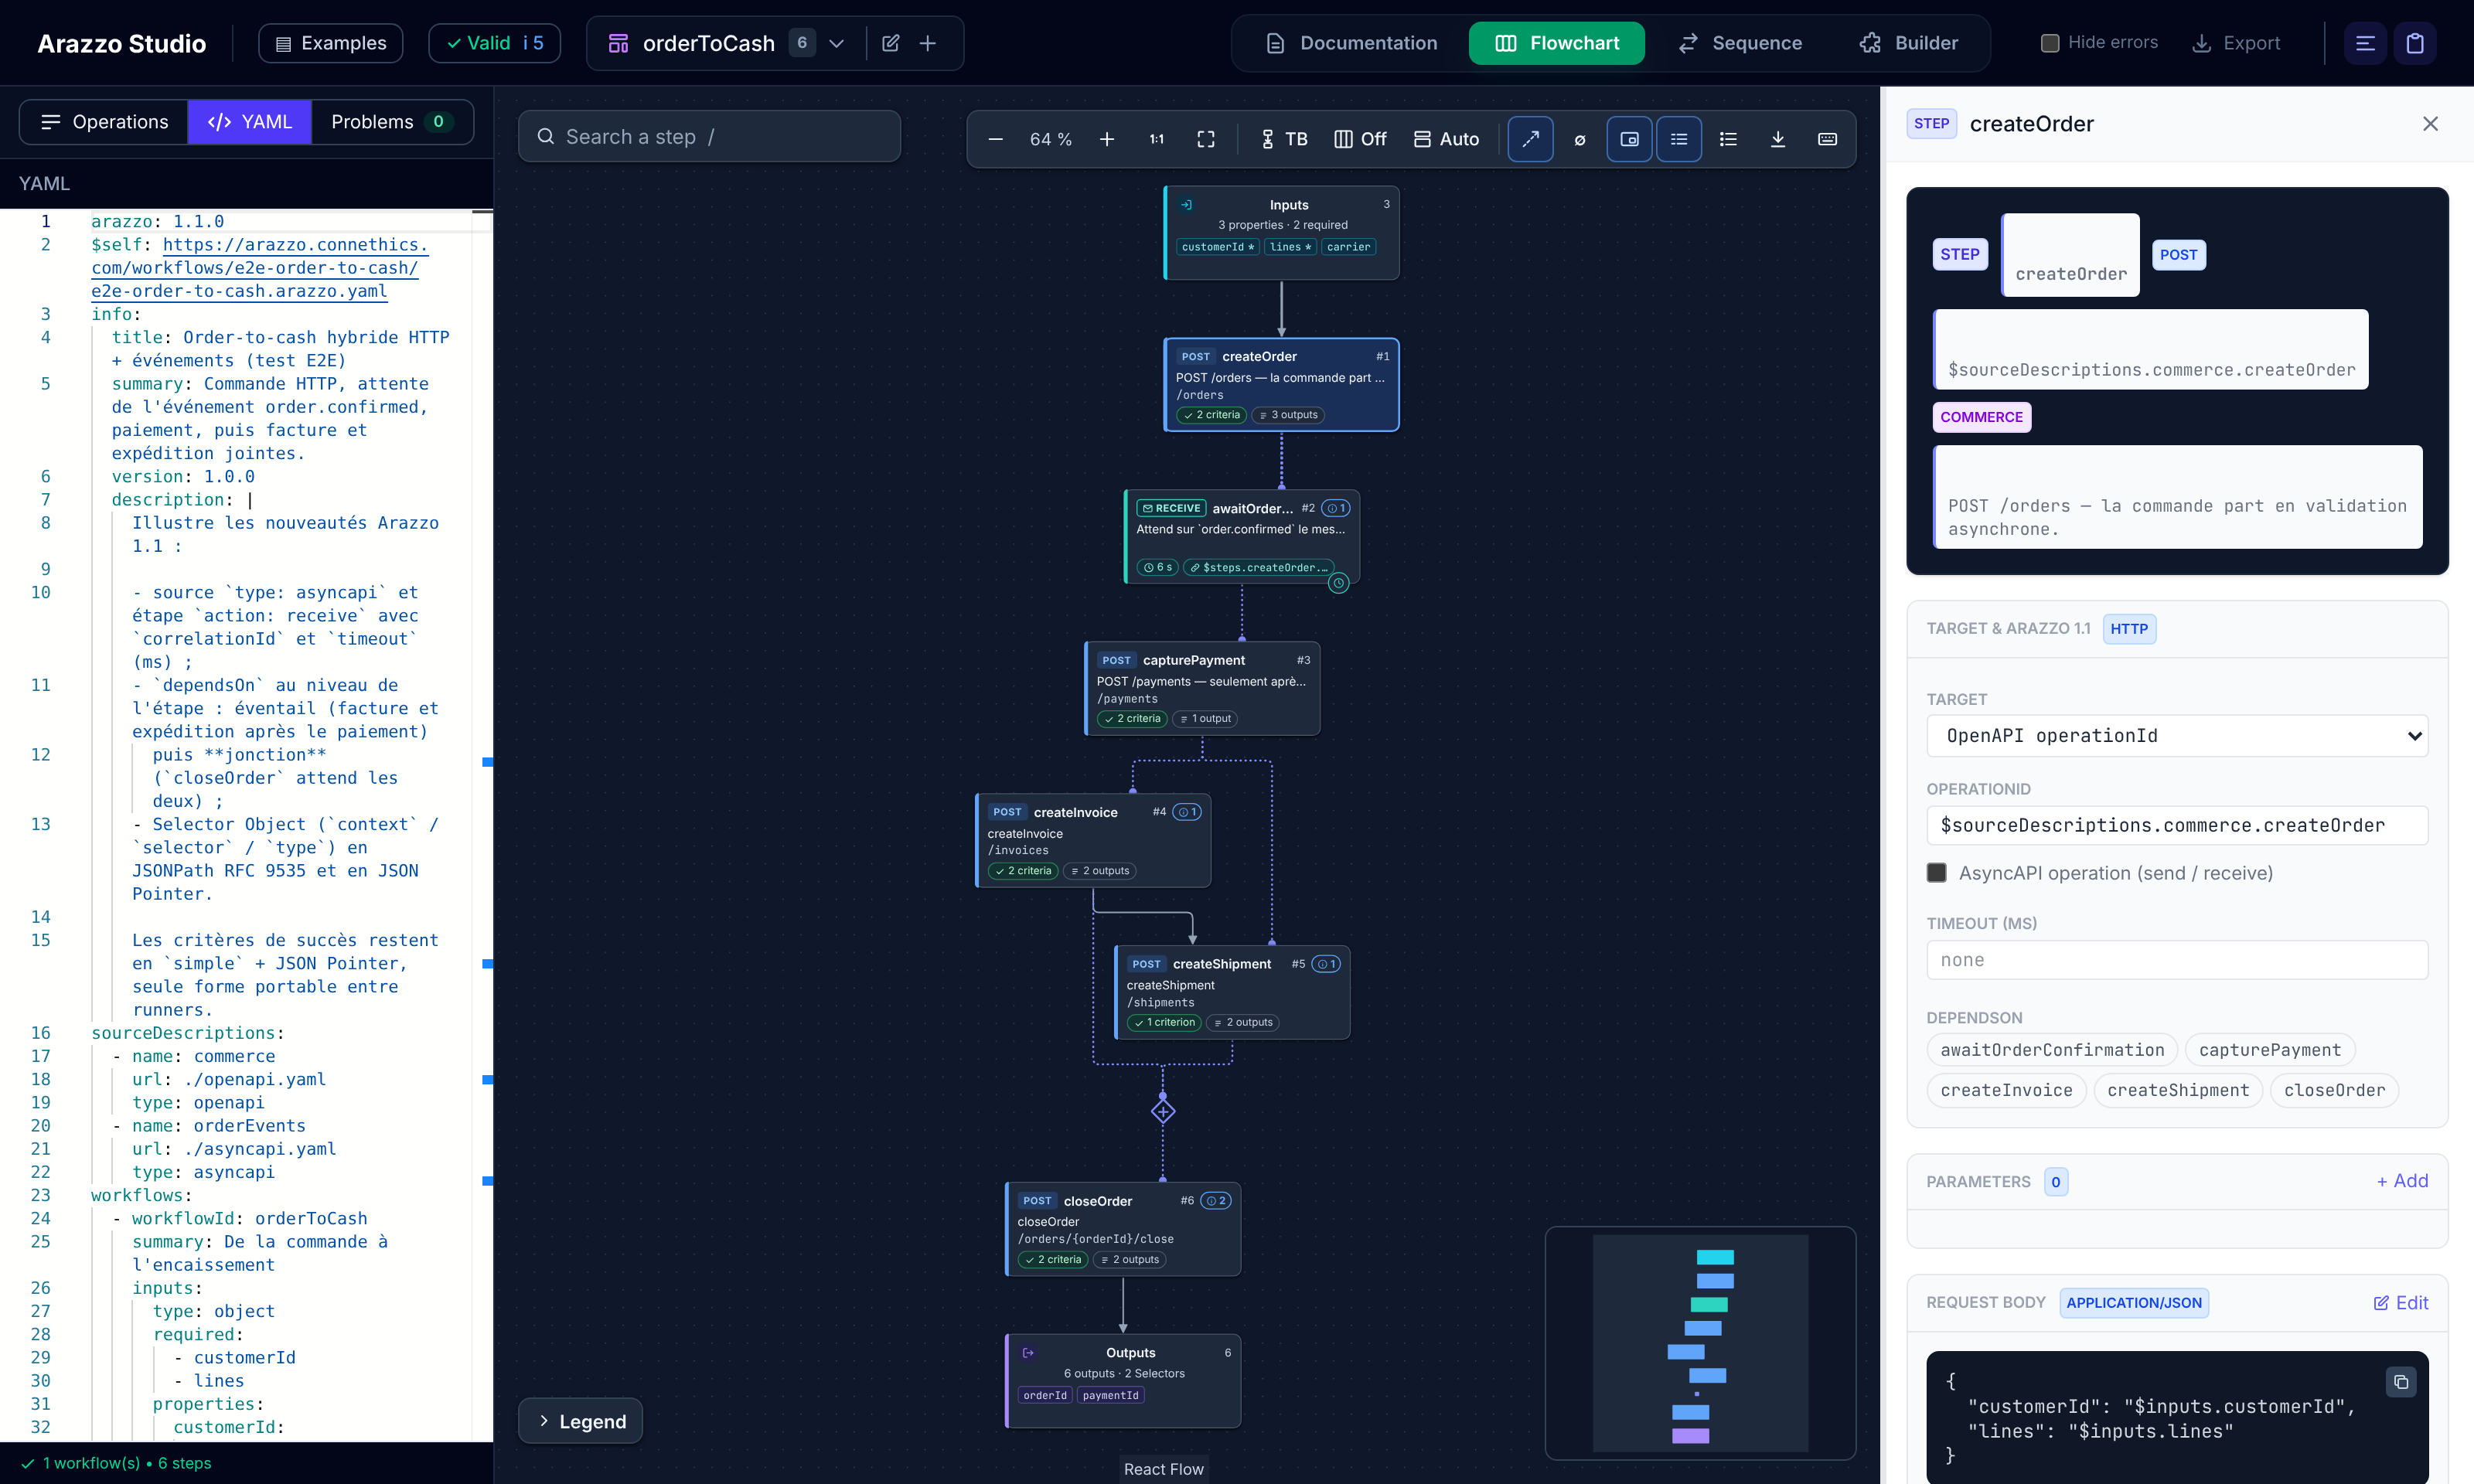 Arazzo Studio
Examples
Valid i 5
orderToCash 6
Documentation
Flowchart
Sequence
Builder
Hide errors
Export
Operations
YAML
Problems 0
YAML
1 arazzo: 1.1.0
2 $self: https://arazzo.connethics.
com/workflows/e2e-order-to-cash/
e2e-order-to-cash.arazzo.yaml
3 info:
4 title: Order-to-cash hybride HTTP
+ événements (test E2E)
5 summary: Commande HTTP, attente
de l'événement order.confirmed,
paiement, puis facture et
expédition jointes.
6 version: 1.0.0
7 description: |
8 Illustre les nouveautés Arazzo
1.1 :
9
10 - source `type: asyncapi` et
étape `action: receive` avec
`correlationId` et `timeout`
(ms) ;
11 - `dependsOn` au niveau de
l'étape : éventail (facture et
expédition après le paiement)
12 puis **jonction**
(`closeOrder` attend les
deux) ;
13 - Selector Object (`context` /
`selector` / `type`) en
JSONPath RFC 9535 et en JSON
Pointer.
14
15 Les critères de succès restent
en `simple` + JSON Pointer,
seule forme portable entre
runners.
16 sourceDescriptions:
17 - name: commerce
18 url: ./openapi.yaml
19 type: openapi
20 - name: orderEvents
21 url: ./asyncapi.yaml
22 type: asyncapi
23 workflows:
24 - workflowId: orderToCash
25 summary: De la commande à
l'encaissement
26 inputs:
27 type: object
28 required:
29 - customerId
30 - lines
31 properties:
32 customerId:
1 workflow(s) • 6 steps
Search a step /
64 %
1:1
TB
Off
Auto
Inputs 3
3 properties · 2 required
customerId * lines * carrier
POST createOrder #1
POST /orders — la commande part ...
/orders
2 criteria 3 outputs
RECEIVE awaitOrder... #2 1
Attend sur `order.confirmed` le mes...
6 s $steps.createOrder.…
POST capturePayment #3
POST /payments — seulement aprè...
/payments
2 criteria 1 output
POST createInvoice #4 1
createInvoice
/invoices
2 criteria 2 outputs
POST createShipment #5 1
createShipment
/shipments
1 criterion 2 outputs
POST closeOrder #6 2
closeOrder
/orders/{orderId}/close
2 criteria 2 outputs
Outputs 6
6 outputs · 2 Selectors
orderId paymentId
Legend
React Flow
STEP createOrder
STEP createOrder POST
$sourceDescriptions.commerce.createOrder
COMMERCE
POST /orders — la commande part en validation
asynchrone.
TARGET & ARAZZO 1.1 HTTP
TARGET
OpenAPI operationId
OPERATIONID
$sourceDescriptions.commerce.createOrder
AsyncAPI operation (send / receive)
TIMEOUT (MS)
none
DEPENDSON
awaitOrderConfirmation capturePayment
createInvoice createShipment closeOrder
PARAMETERS 0 + Add
REQUEST BODY APPLICATION/JSON Edit
{
"customerId": "$inputs.customerId",
"lines": "$inputs.lines"
}